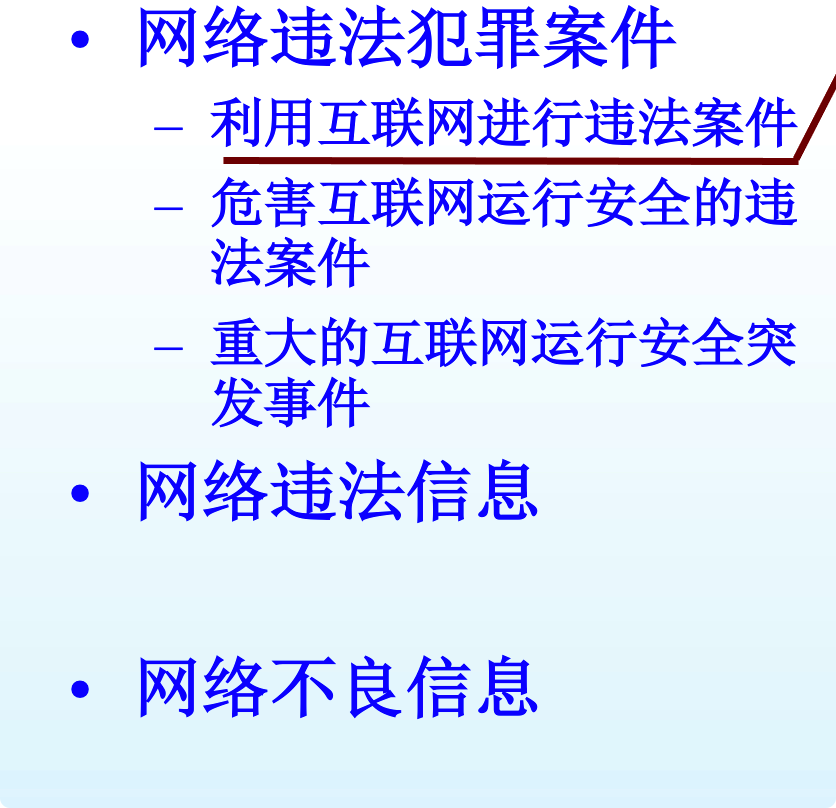 • 网络违法犯罪案件
– 利用互联网进行违法案件
– 危害互联网运行安全的违
法案件
– 重大的互联网运行安全突
发事件
• 网络违法信息
• 网络不良信息